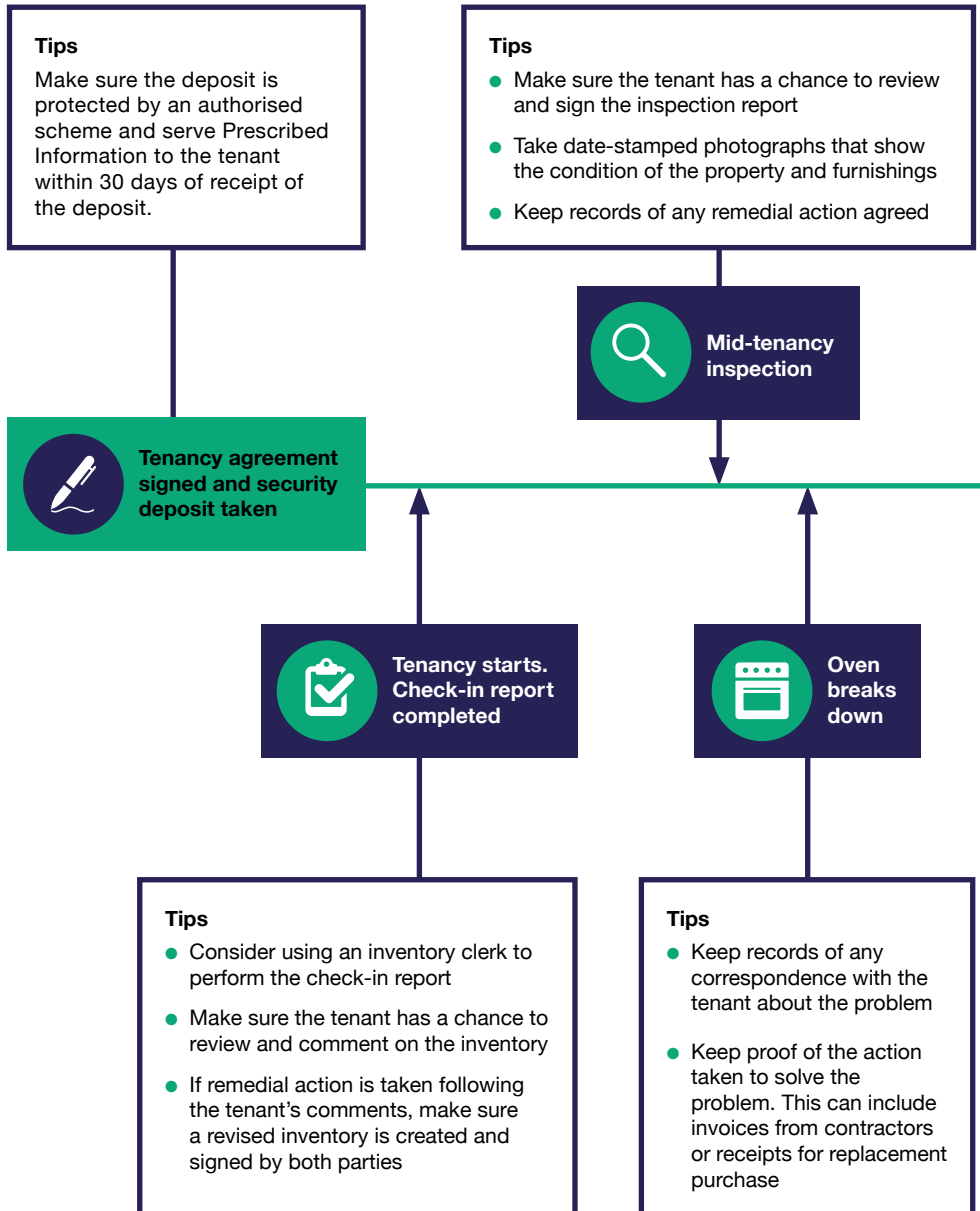 Tips
Make sure the deposit is
protected by an authorised
scheme and serve Prescribed
Information to the tenant
within 30 days of receipt of
the deposit.
Tips
Make sure the tenant has a chance to review
and sign the inspection report
Take date-stamped photographs that show
the condition of the property and furnishings
Keep records of any remedial action agreed
Mid-tenancy
inspection
Tenancy agreement
signed and security
deposit taken
Tenancy starts.
Check-in report
completed
Oven
breaks
down
Tips
Consider using an inventory clerk to
perform the check-in report
Make sure the tenant has a chance to
review and comment on the inventory
If remedial action is taken following
the tenant’s comments, make sure
a revised inventory is created and
signed by both parties
Tips
Keep records of any
correspondence with the
tenant about the problem
Keep proof of the action
taken to solve the
problem. This can include
invoices from contractors
or receipts for replacement
purchase